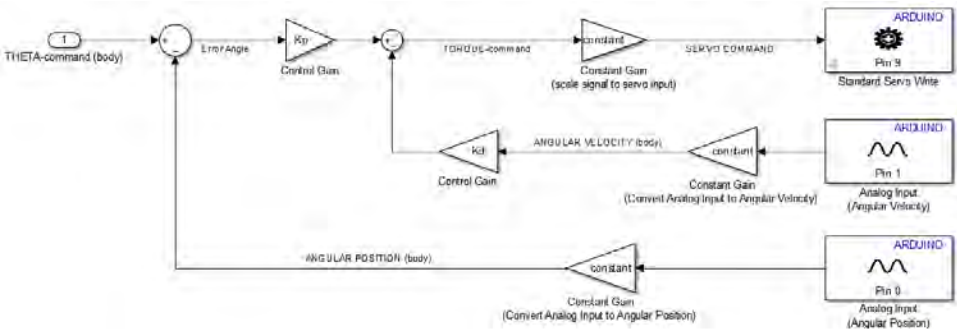 1
THETA-command (body)
Error Angle
Kp
Control Gain
TORQUE-command
constant
Constant Gain
(scale signal to servo input)
SERVO COMMAND
ARDUINO
4
Pin 9
Standard Servo Write
Kd
Control Gain
ANGULAR VELOCITY (body)
constant
Constant Gain
(Convert Analog Input to Angular Velocity)
ARDUINO
Pin 1
Analog Input
(Angular Velocity)
ANGULAR POSITION (body)
constant
Constant Gain
(Convert Analog Input to Angular Position)
ARDUINO
Pin 0
Analog Input
(Angular Position)